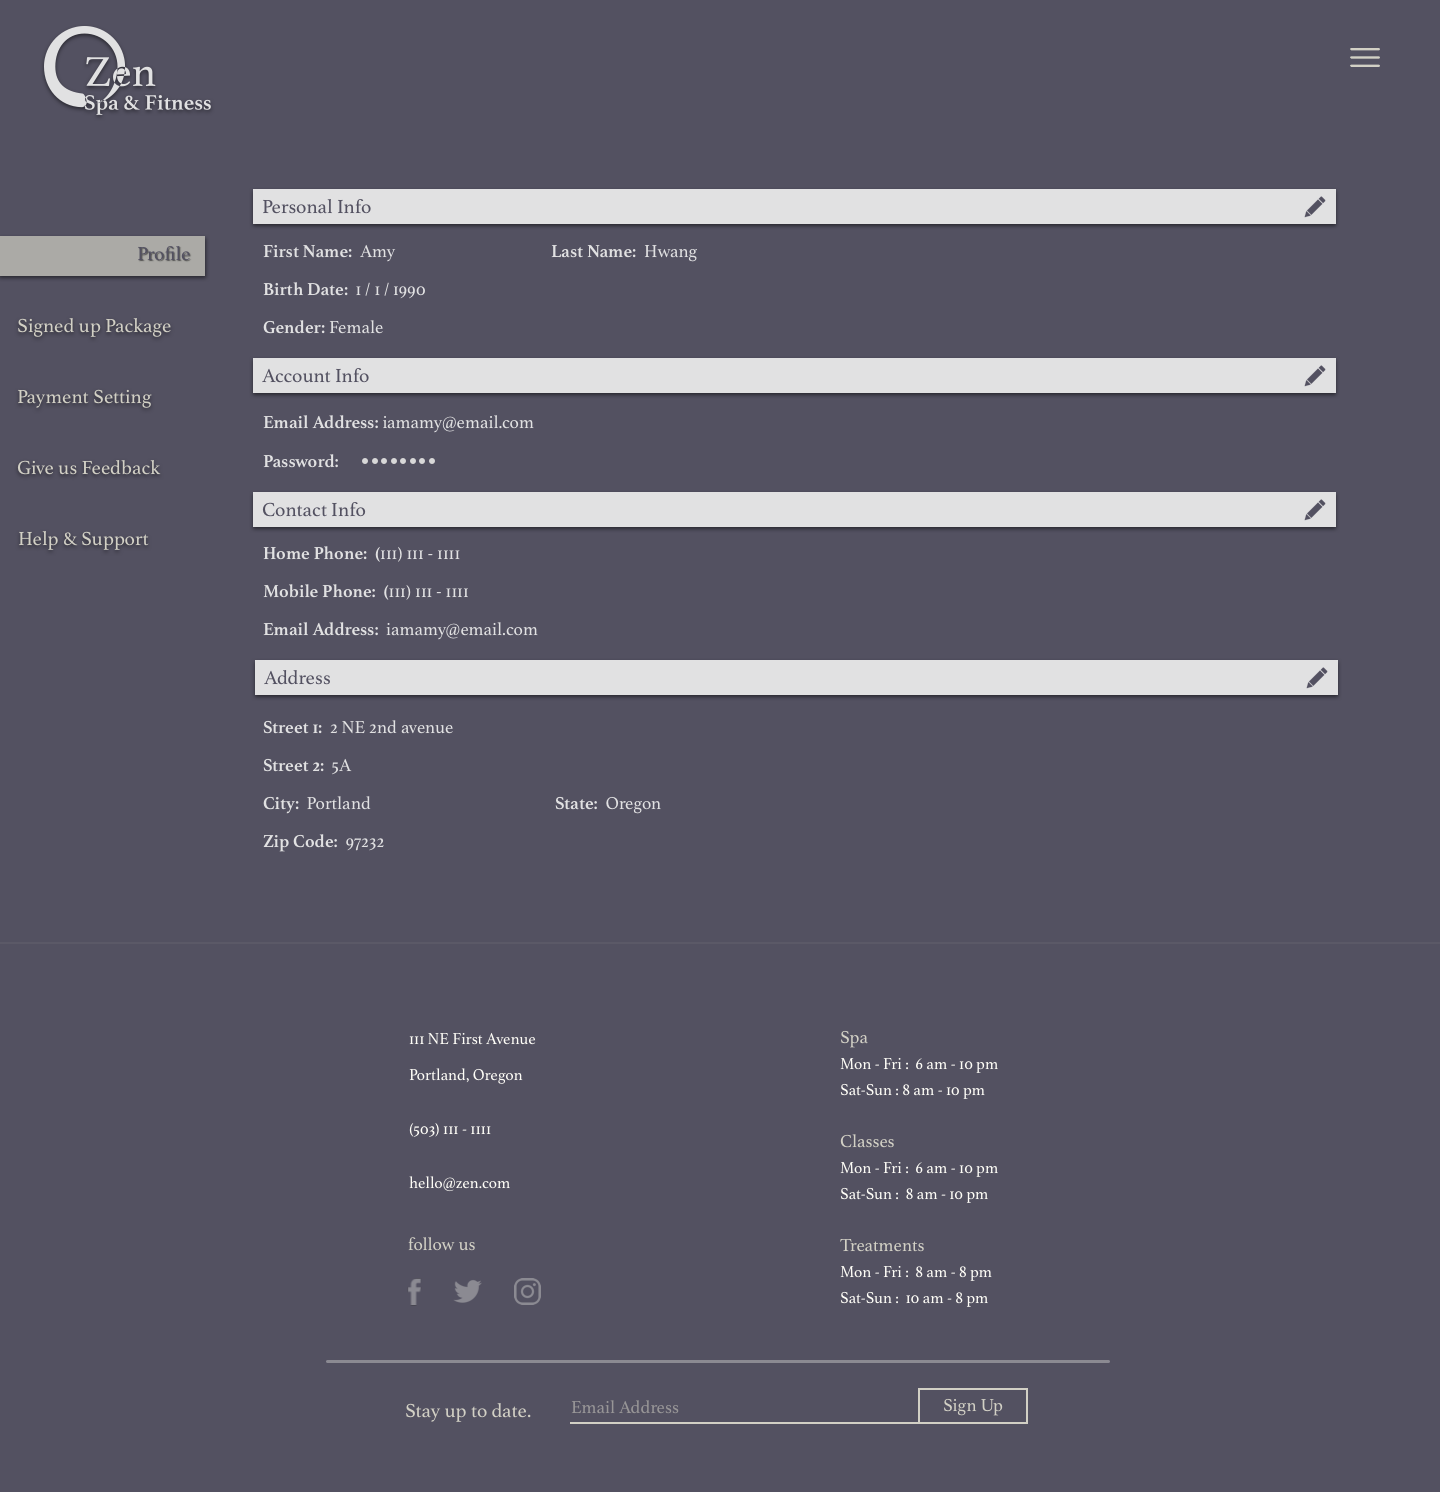 Zen
Spa & Fitness
Profile
Signed up Package
Payment Setting
Give us Feedback
Help & Support
Personal Info
First Name: Amy
Last Name: Hwang
Birth Date: 1 / 1 / 1990
Gender: Female
Account Info
Email Address: iamamy@email.com
Password: ••••••••
Contact Info
Home Phone: (111) 111 - 1111
Mobile Phone: (111) 111 - 1111
Email Address: iamamy@email.com
Address
Street 1: 2 NE 2nd avenue
Street 2: 5A
City: Portland
State: Oregon
Zip Code: 97232
111 NE First Avenue
Portland, Oregon
(503) 111 - 1111
hello@zen.com
follow us
Spa
Mon - Fri : 6 am - 10 pm
Sat-Sun : 8 am - 10 pm
Classes
Mon - Fri : 6 am - 10 pm
Sat-Sun : 8 am - 10 pm
Treatments
Mon - Fri : 8 am - 8 pm
Sat-Sun : 10 am - 8 pm
Stay up to date.
Email Address
Sign Up